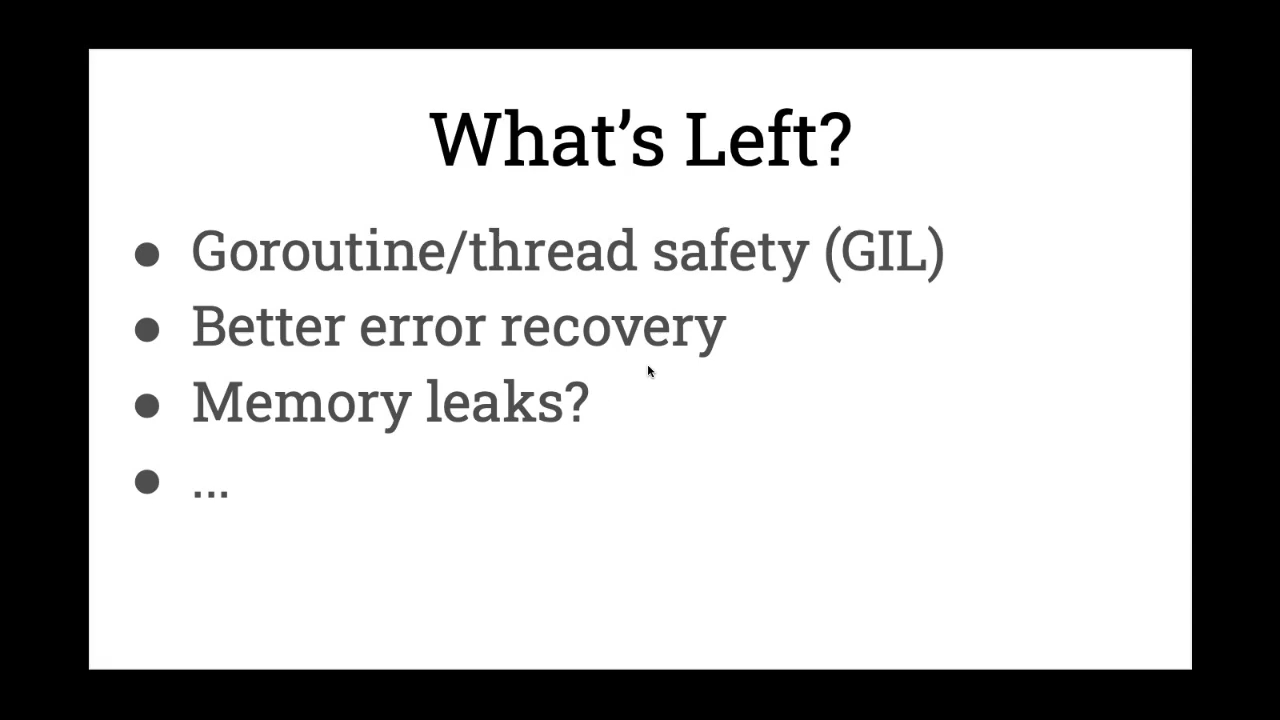 What’s Left?
● Goroutine/thread safety (GIL)
● Better error recovery
● Memory leaks?
● ...